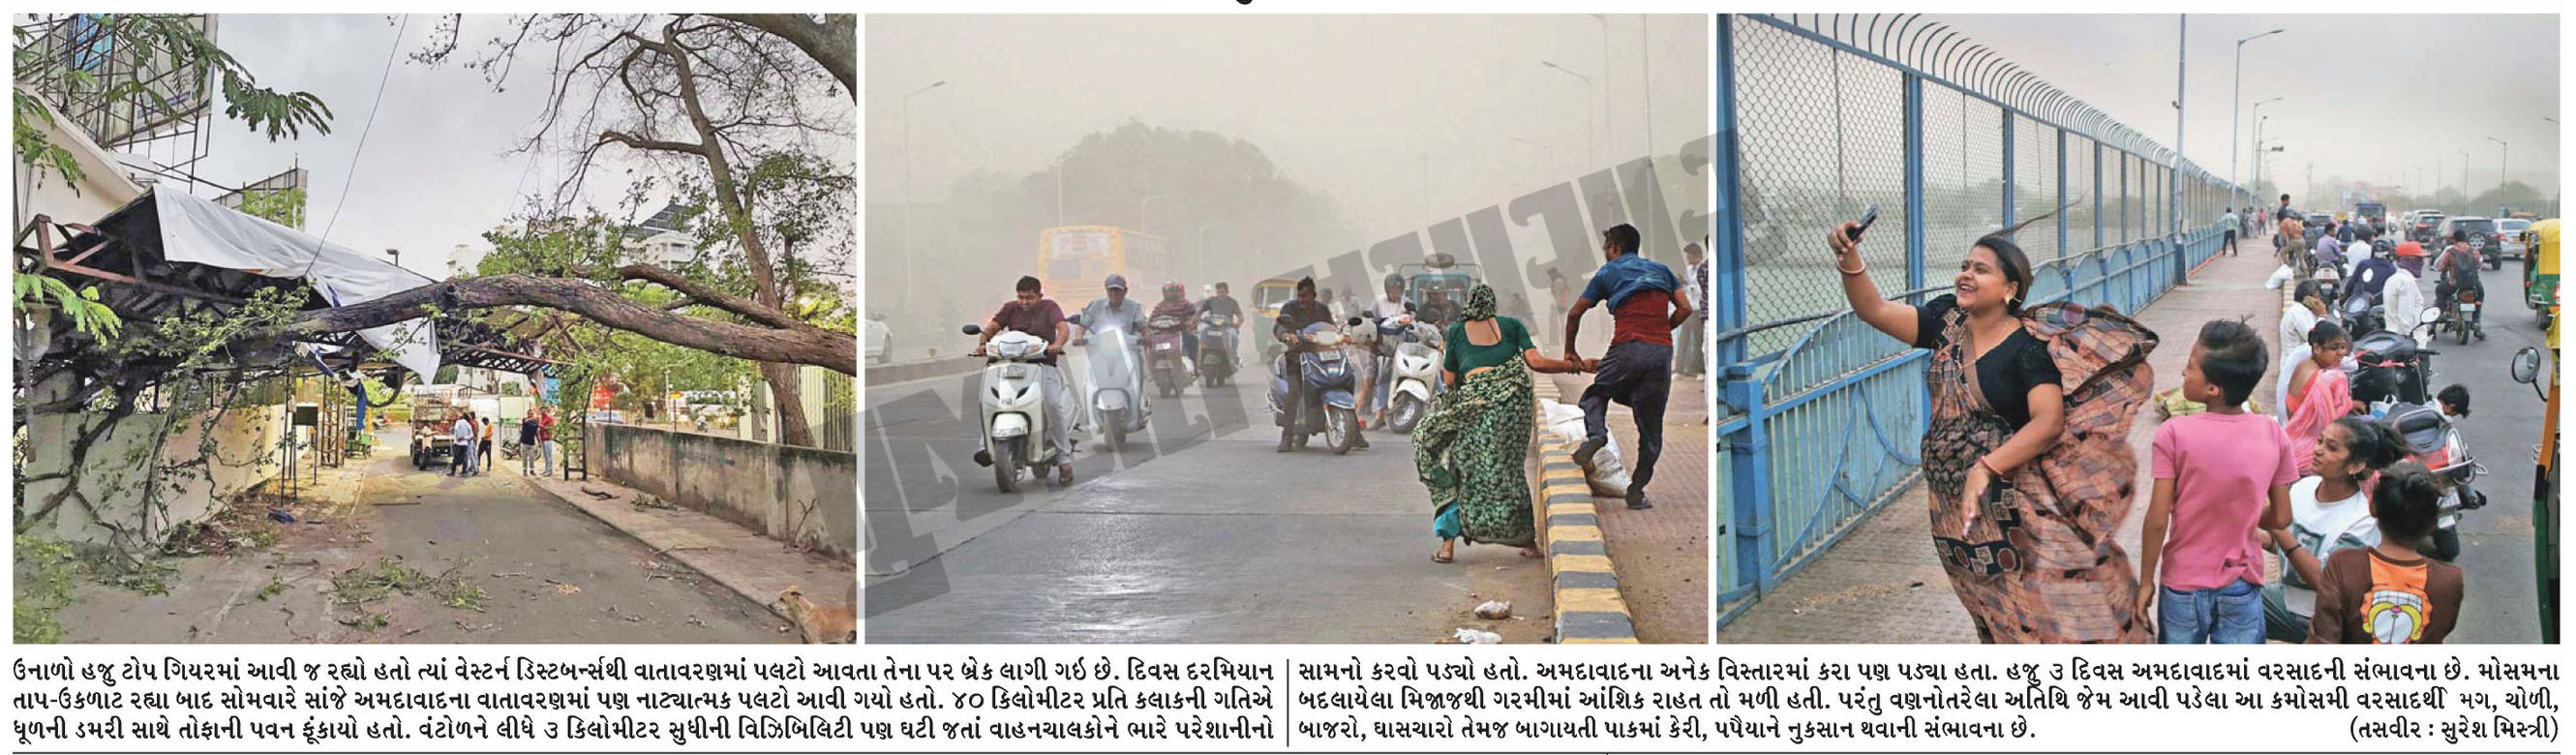 ઉનાળો હજુ ટોપ ગિયરમાં આવી જ રહ્યો હતો ત્યાં વેસ્ટર્ન ડિસ્ટબર્ન્સથી વાતાવરણમાં પલટો આવતા તેના પર બ્રેક લાગી ગઇ છે. દિવસ દરમિયાન
તાપ-ઉકળાટ રહ્યા બાદ સોમવારે સાંજે અમદાવાદના વાતાવરણમાં પણ નાટ્યાત્મક પલટો આવી ગયો હતો. ૪૦ કિલોમીટર પ્રતિ કલાકની ગતિએ
ધૂળની ડમરી સાથે તોફાની પવન ફૂંકાયો હતો. વંટોળને લીધે ૩ કિલોમીટર સુધીની વિઝિબિલિટી પણ ઘટી જતાં વાહનચાલકોને ભારે પરેશાનીનો
સામનો કરવો પડ્યો હતો. અમદાવાદના અનેક વિસ્તારમાં કરા પણ પડ્યા હતા. હજુ ૩ દિવસ અમદાવાદમાં વરસાદની સંભાવના છે. મોસમના
બદલાયેલા મિજાજથી ગરમીમાં આંશિક રાહત તો મળી હતી. પરંતુ વણનોતરેલા અતિથિ જેમ આવી પડેલા આ કમોસમી વરસાદથી મગ, ચોળી,
બાજરો, ઘાસચારો તેમજ બાગાયતી પાકમાં કેરી, પપૈયાને નુકસાન થવાની સંભાવના છે. (તસવીર : સુરેશ મિસ્ત્રી)